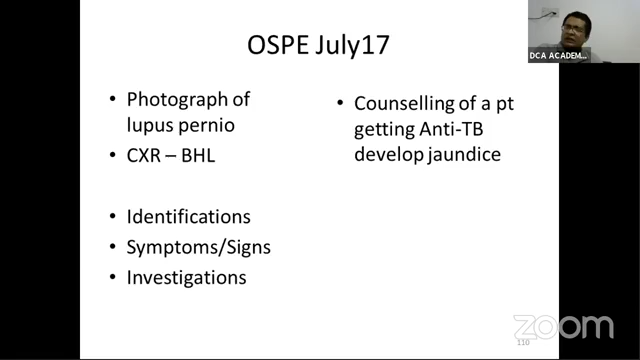 OSPE July17
• Photograph of
lupus pernio
• CXR – BHL
• Identifications
• Symptoms/Signs
• Investigations
• Counselling of a pt
getting Anti-TB
develop jaundice
DCA ACADEM...
zoom
110